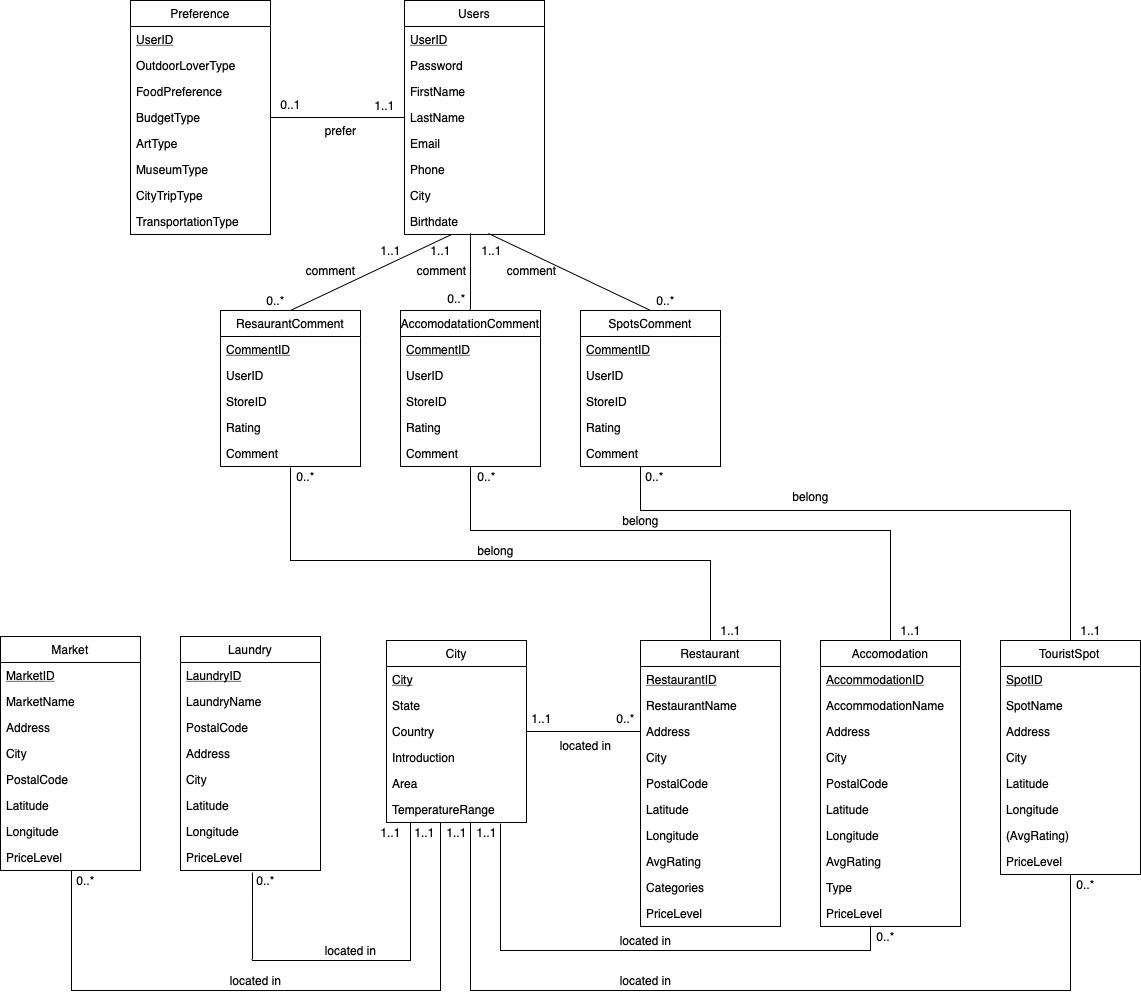 Preference
UserID
OutdoorLoverType
FoodPreference
BudgetType
ArtType
MuseumType
CityTripType
TransportationType
Users
UserID
Password
FirstName
LastName
Email
Phone
City
Birthdate
0..1
1..1
prefer
1..1
1..1
1..1
comment
comment
comment
0..*
0..*
0..*
ResaurantComment
CommentID
UserID
StoreID
Rating
Comment
AccomodatationComment
CommentID
UserID
StoreID
Rating
Comment
SpotsComment
CommentID
UserID
StoreID
Rating
Comment
0..*
0..*
0..*
belong
belong
belong
1..1
1..1
1..1
Market
MarketID
MarketName
Address
City
PostalCode
Latitude
Longitude
PriceLevel
Laundry
LaundryID
LaundryName
PostalCode
Address
City
Latitude
Longitude
PriceLevel
City
City
State
Country
Introduction
Area
TemperatureRange
1..1
0..*
located in
Restaurant
RestaurantID
RestaurantName
Address
City
PostalCode
Latitude
Longitude
AvgRating
Categories
PriceLevel
Accomodation
AccommodationID
AccommodationName
Address
City
PostalCode
Latitude
Longitude
AvgRating
Type
PriceLevel
TouristSpot
SpotID
SpotName
Address
City
Latitude
Longitude
(AvgRating)
PriceLevel
1..1
1..1
1..1
1..1
0..*
0..*
0..*
0..*
located in
located in
located in
located in